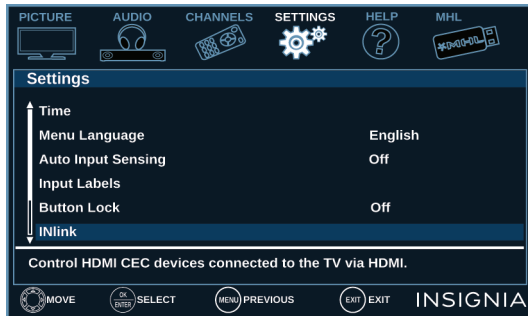 PICTURE AUDIO CHANNELS SETTINGS HELP MHL
MHL
Settings
Time
Menu Language English
Auto Input Sensing Off
Input Labels
Button Lock Off
INlink
Control HDMI CEC devices connected to the TV via HDMI.
MOVE OK ENTER SELECT MENU PREVIOUS EXIT EXIT INSIGNIA